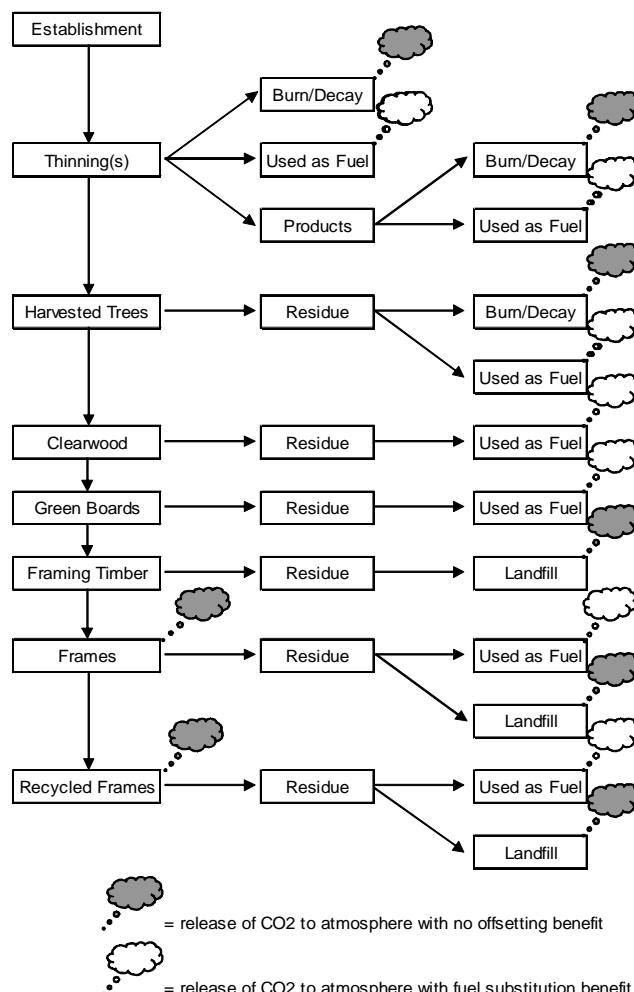 Establishment
Burn/Decay
Thinning(s)
Used as Fuel
Burn/Decay
Products
Used as Fuel
Harvested Trees
Residue
Burn/Decay
Used as Fuel
Clearwood
Residue
Used as Fuel
Green Boards
Residue
Used as Fuel
Framing Timber
Residue
Landfill
Frames
Residue
Used as Fuel
Landfill
Recycled Frames
Residue
Used as Fuel
Landfill
= release of CO2 to atmosphere with no offsetting benefit
= release of CO2 to atmosphere with fuel substitution benefit